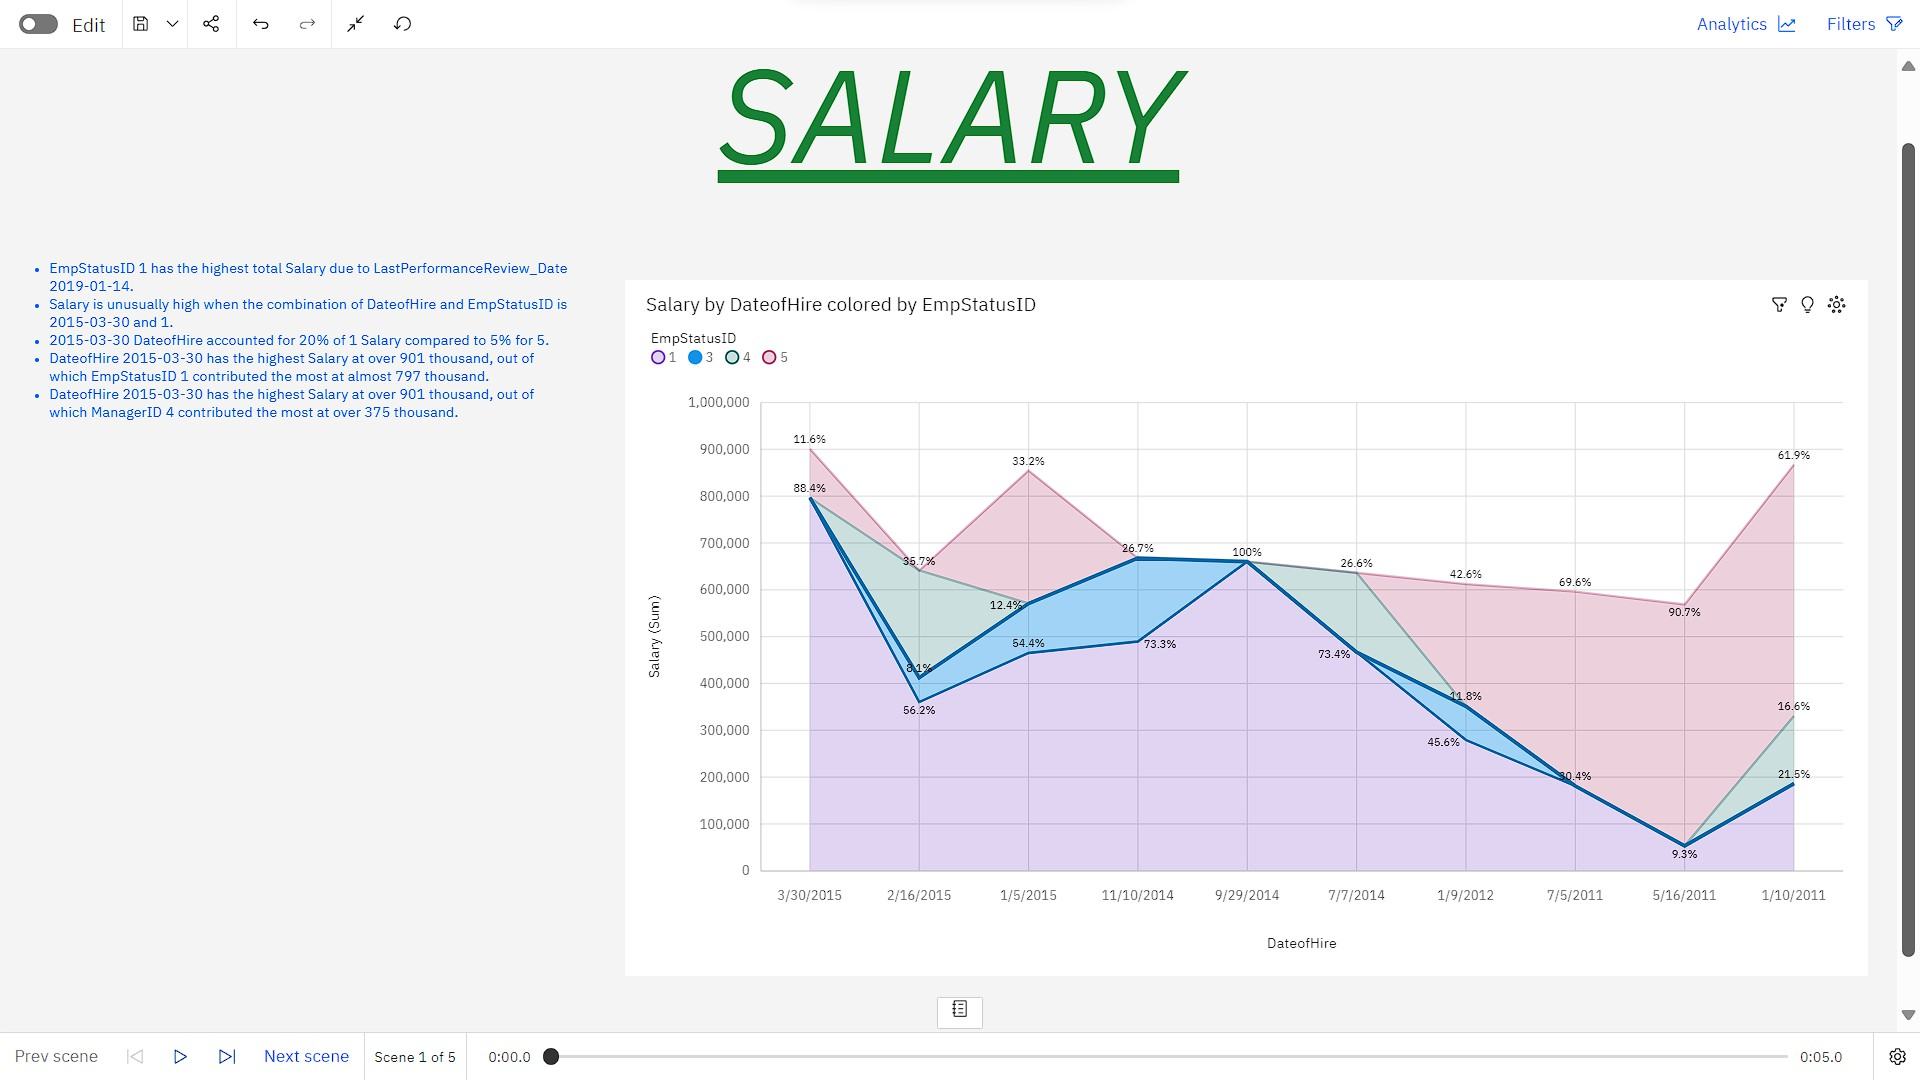 Edit
Analytics
Filters
SALARY
• EmpStatusID 1 has the highest total Salary due to LastPerformanceReview_Date
2019-01-14.
• Salary is unusually high when the combination of DateofHire and EmpStatusID is
2015-03-30 and 1.
• 2015-03-30 DateofHire accounted for 20% of 1 Salary compared to 5% for 5.
• DateofHire 2015-03-30 has the highest Salary at over 901 thousand, out of
which EmpStatusID 1 contributed the most at almost 797 thousand.
• DateofHire 2015-03-30 has the highest Salary at over 901 thousand, out of
which ManagerID 4 contributed the most at over 375 thousand.
Salary by DateofHire colored by EmpStatusID
EmpStatusID
1 3 4 5
Salary (Sum)
1,000,000
900,000
800,000
700,000
600,000
500,000
400,000
300,000
200,000
100,000
0
11.6%
88.4%
35.7%
8.1%
56.2%
33.2%
12.4%
54.4%
26.7%
73.3%
100%
26.6%
73.4%
42.6%
11.8%
45.6%
69.6%
30.4%
90.7%
9.3%
61.9%
16.6%
21.5%
3/30/2015 2/16/2015 1/5/2015 11/10/2014 9/29/2014 7/7/2014 1/9/2012 7/5/2011 5/16/2011 1/10/2011
DateofHire
Prev scene
Next scene
Scene 1 of 5
0:00.0
0:05.0